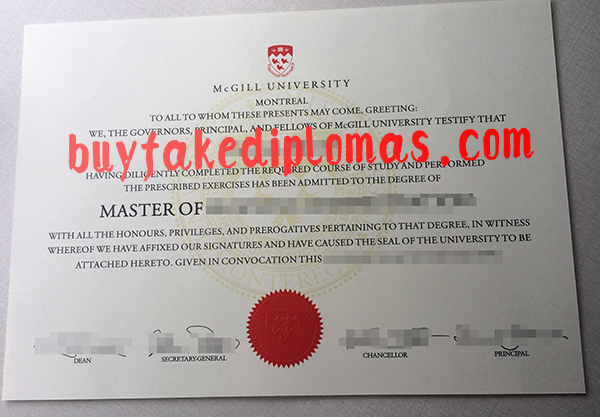 McGILL UNIVERSITY
MONTREAL
TO ALL TO WHOM THESE PRESENTS MAY COME, GREETING:
WE, THE GOVERNORS, PRINCIPAL, AND FELLOWS OF McGILL UNIVERSITY TESTIFY THAT
buyfakediplomas.com
HAVING DILIGENTLY COMPLETED THE REQUIRED COURSE OF STUDY AND PERFORMED
THE PRESCRIBED EXERCISES HAS BEEN ADMITTED TO THE DEGREE OF
MASTER OF
WITH ALL THE HONOURS, PRIVILEGES, AND PREROGATIVES PERTAINING TO THAT DEGREE, IN WITNESS
WHEREOF WE HAVE AFFIXED OUR SIGNATURES AND HAVE CAUSED THE SEAL OF THE UNIVERSITY TO BE
ATTACHED HERETO. GIVEN IN CONVOCATION THIS
DEAN SECRETARY-GENERAL CHANCELLOR PRINCIPAL